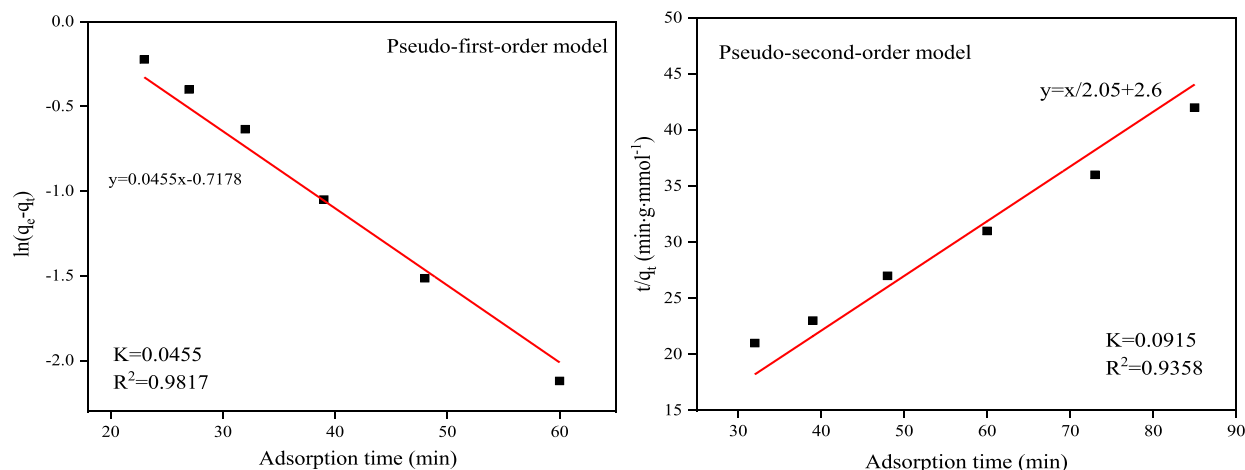 Pseudo-first-order model
y=0.0455x-0.7178
K=0.0455
R²=0.9817
ln(qₑ-qₜ)
0.0
-0.5
-1.0
-1.5
-2.0
20
30
40
50
60
Adsorption time (min)
Pseudo-second-order model
y=x/2.05+2.6
K=0.0915
R²=0.9358
t/qₜ (min·g·mmol⁻¹)
50
45
40
35
30
25
20
15
30
40
50
60
70
80
90
Adsorption time (min)